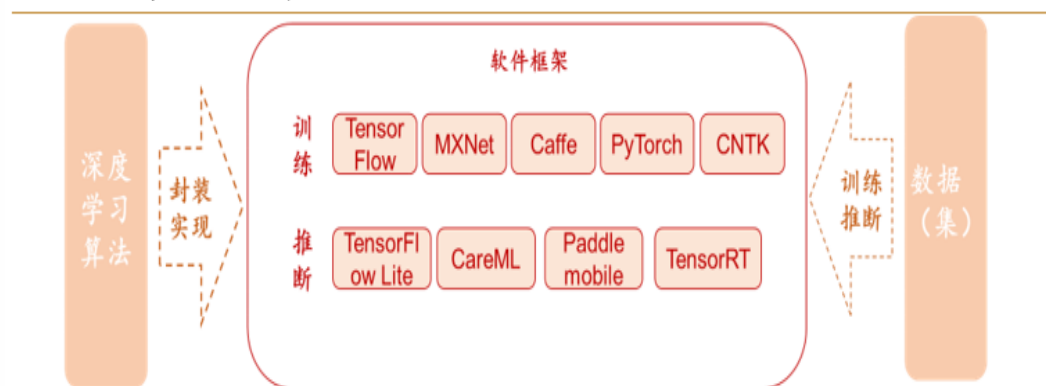 软件框架
深度
学习
算法
封装
实现
训
练
Tensor
Flow
MXNet
Caffe
PyTorch
CNTK
推
断
TensorFl
ow Lite
CareML
Paddle
mobile
TensorRT
训练
推断
数据
（集）